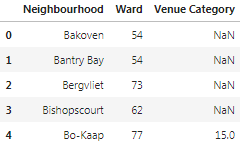 Neighbourhood Ward Venue Category
0 Bakoven 54 NaN
1 Bantry Bay 54 NaN
2 Bergvliet 73 NaN
3 Bishopscourt 62 NaN
4 Bo-Kaap 77 15.0